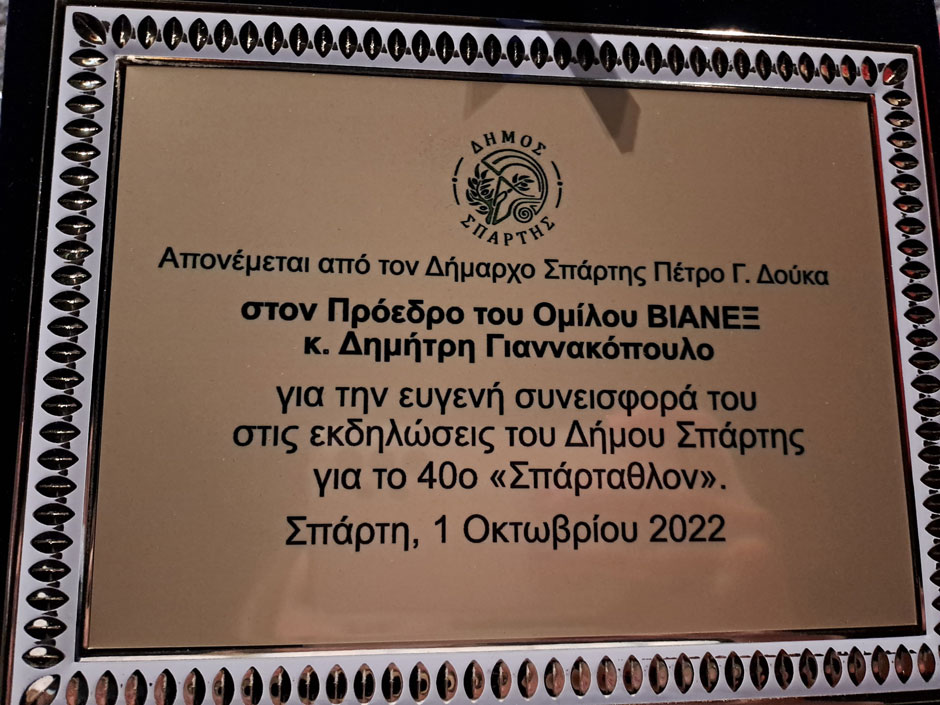 ΔΗΜΟΣ
ΣΠΑΡΤΗΣ
Απονέμεται από τον Δήμαρχο Σπάρτης Πέτρο Γ. Δούκα
στον Πρόεδρο του Ομίλου ΒΙΑΝΕΞ
κ. Δημήτρη Γιαννακόπουλο
για την ευγενή συνεισφορά του
στις εκδηλώσεις του Δήμου Σπάρτης
για το 40ο «Σπάρταθλον».
Σπάρτη, 1 Οκτωβρίου 2022